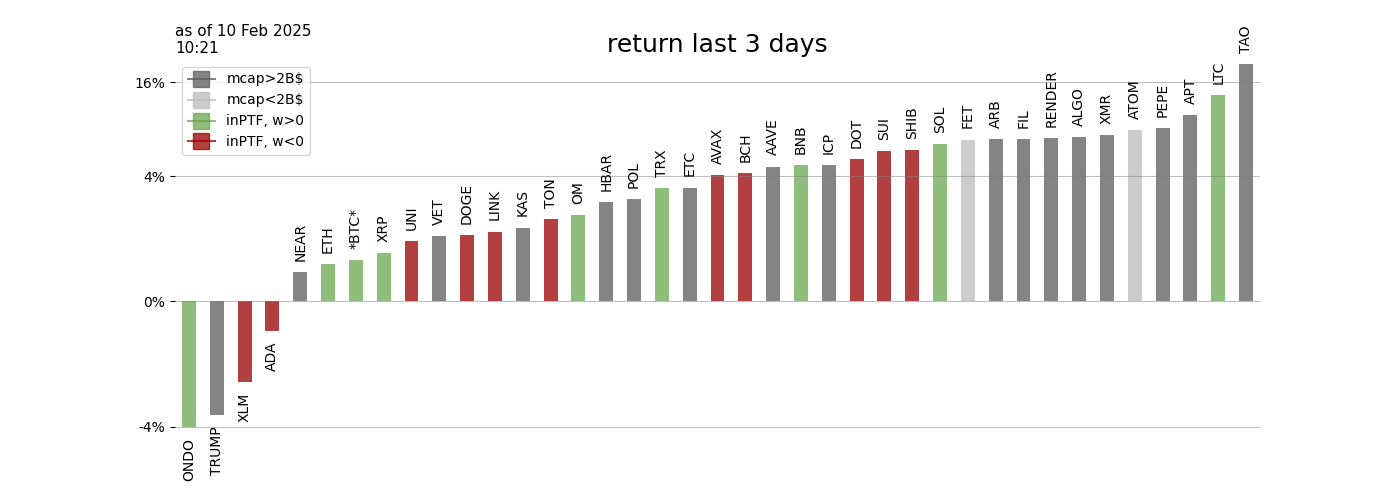 as of 10 Feb 2025
10:21
return last 3 days
mcap>2B$
mcap<2B$
inPTF, w>0
inPTF, w<0
16%
4%
0%
-4%
ONDO
TRUMP
XLM
ADA
NEAR
ETH
*BTC*
XRP
UNI
VET
DOGE
LINK
KAS
TON
OM
HBAR
POL
TRX
ETC
AVAX
BCH
AAVE
BNB
ICP
DOT
SUI
SHIB
SOL
FET
ARB
FIL
RENDER
ALGO
XMR
ATOM
PEPE
APT
LTC
TAO